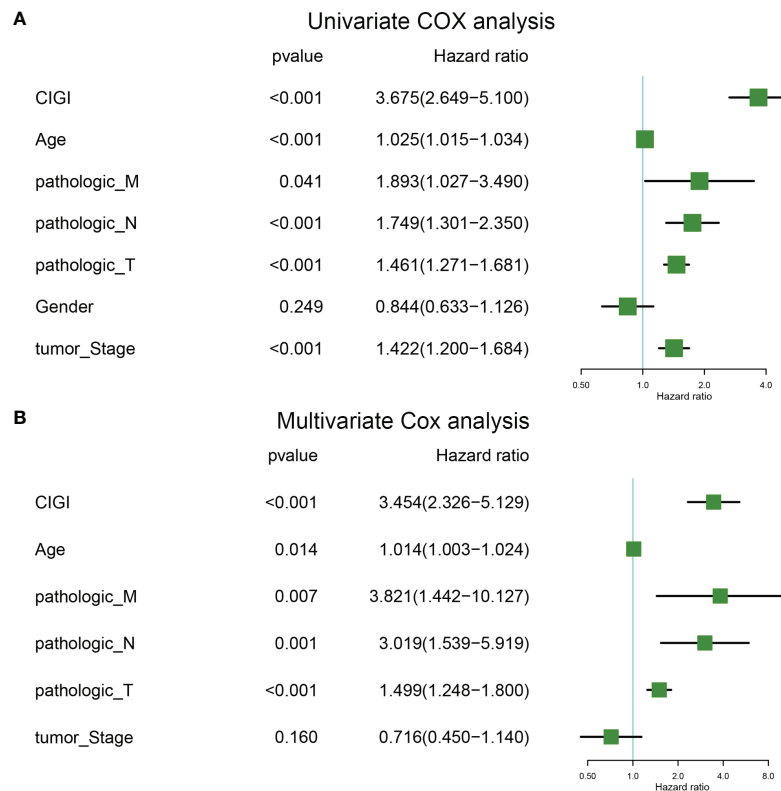 A
Univariate COX analysis
pvalue Hazard ratio
CIGI <0.001 3.675(2.649−5.100)
Age <0.001 1.025(1.015−1.034)
pathologic_M 0.041 1.893(1.027−3.490)
pathologic_N <0.001 1.749(1.301−2.350)
pathologic_T <0.001 1.461(1.271−1.681)
Gender 0.249 0.844(0.633−1.126)
tumor_Stage <0.001 1.422(1.200−1.684)
0.50 1.0 2.0 4.0
Hazard ratio
B
Multivariate Cox analysis
pvalue Hazard ratio
CIGI <0.001 3.454(2.326−5.129)
Age 0.014 1.014(1.003−1.024)
pathologic_M 0.007 3.821(1.442−10.127)
pathologic_N 0.001 3.019(1.539−5.919)
pathologic_T <0.001 1.499(1.248−1.800)
tumor_Stage 0.160 0.716(0.450−1.140)
0.50 1.0 2.0 4.0 8.0
Hazard ratio